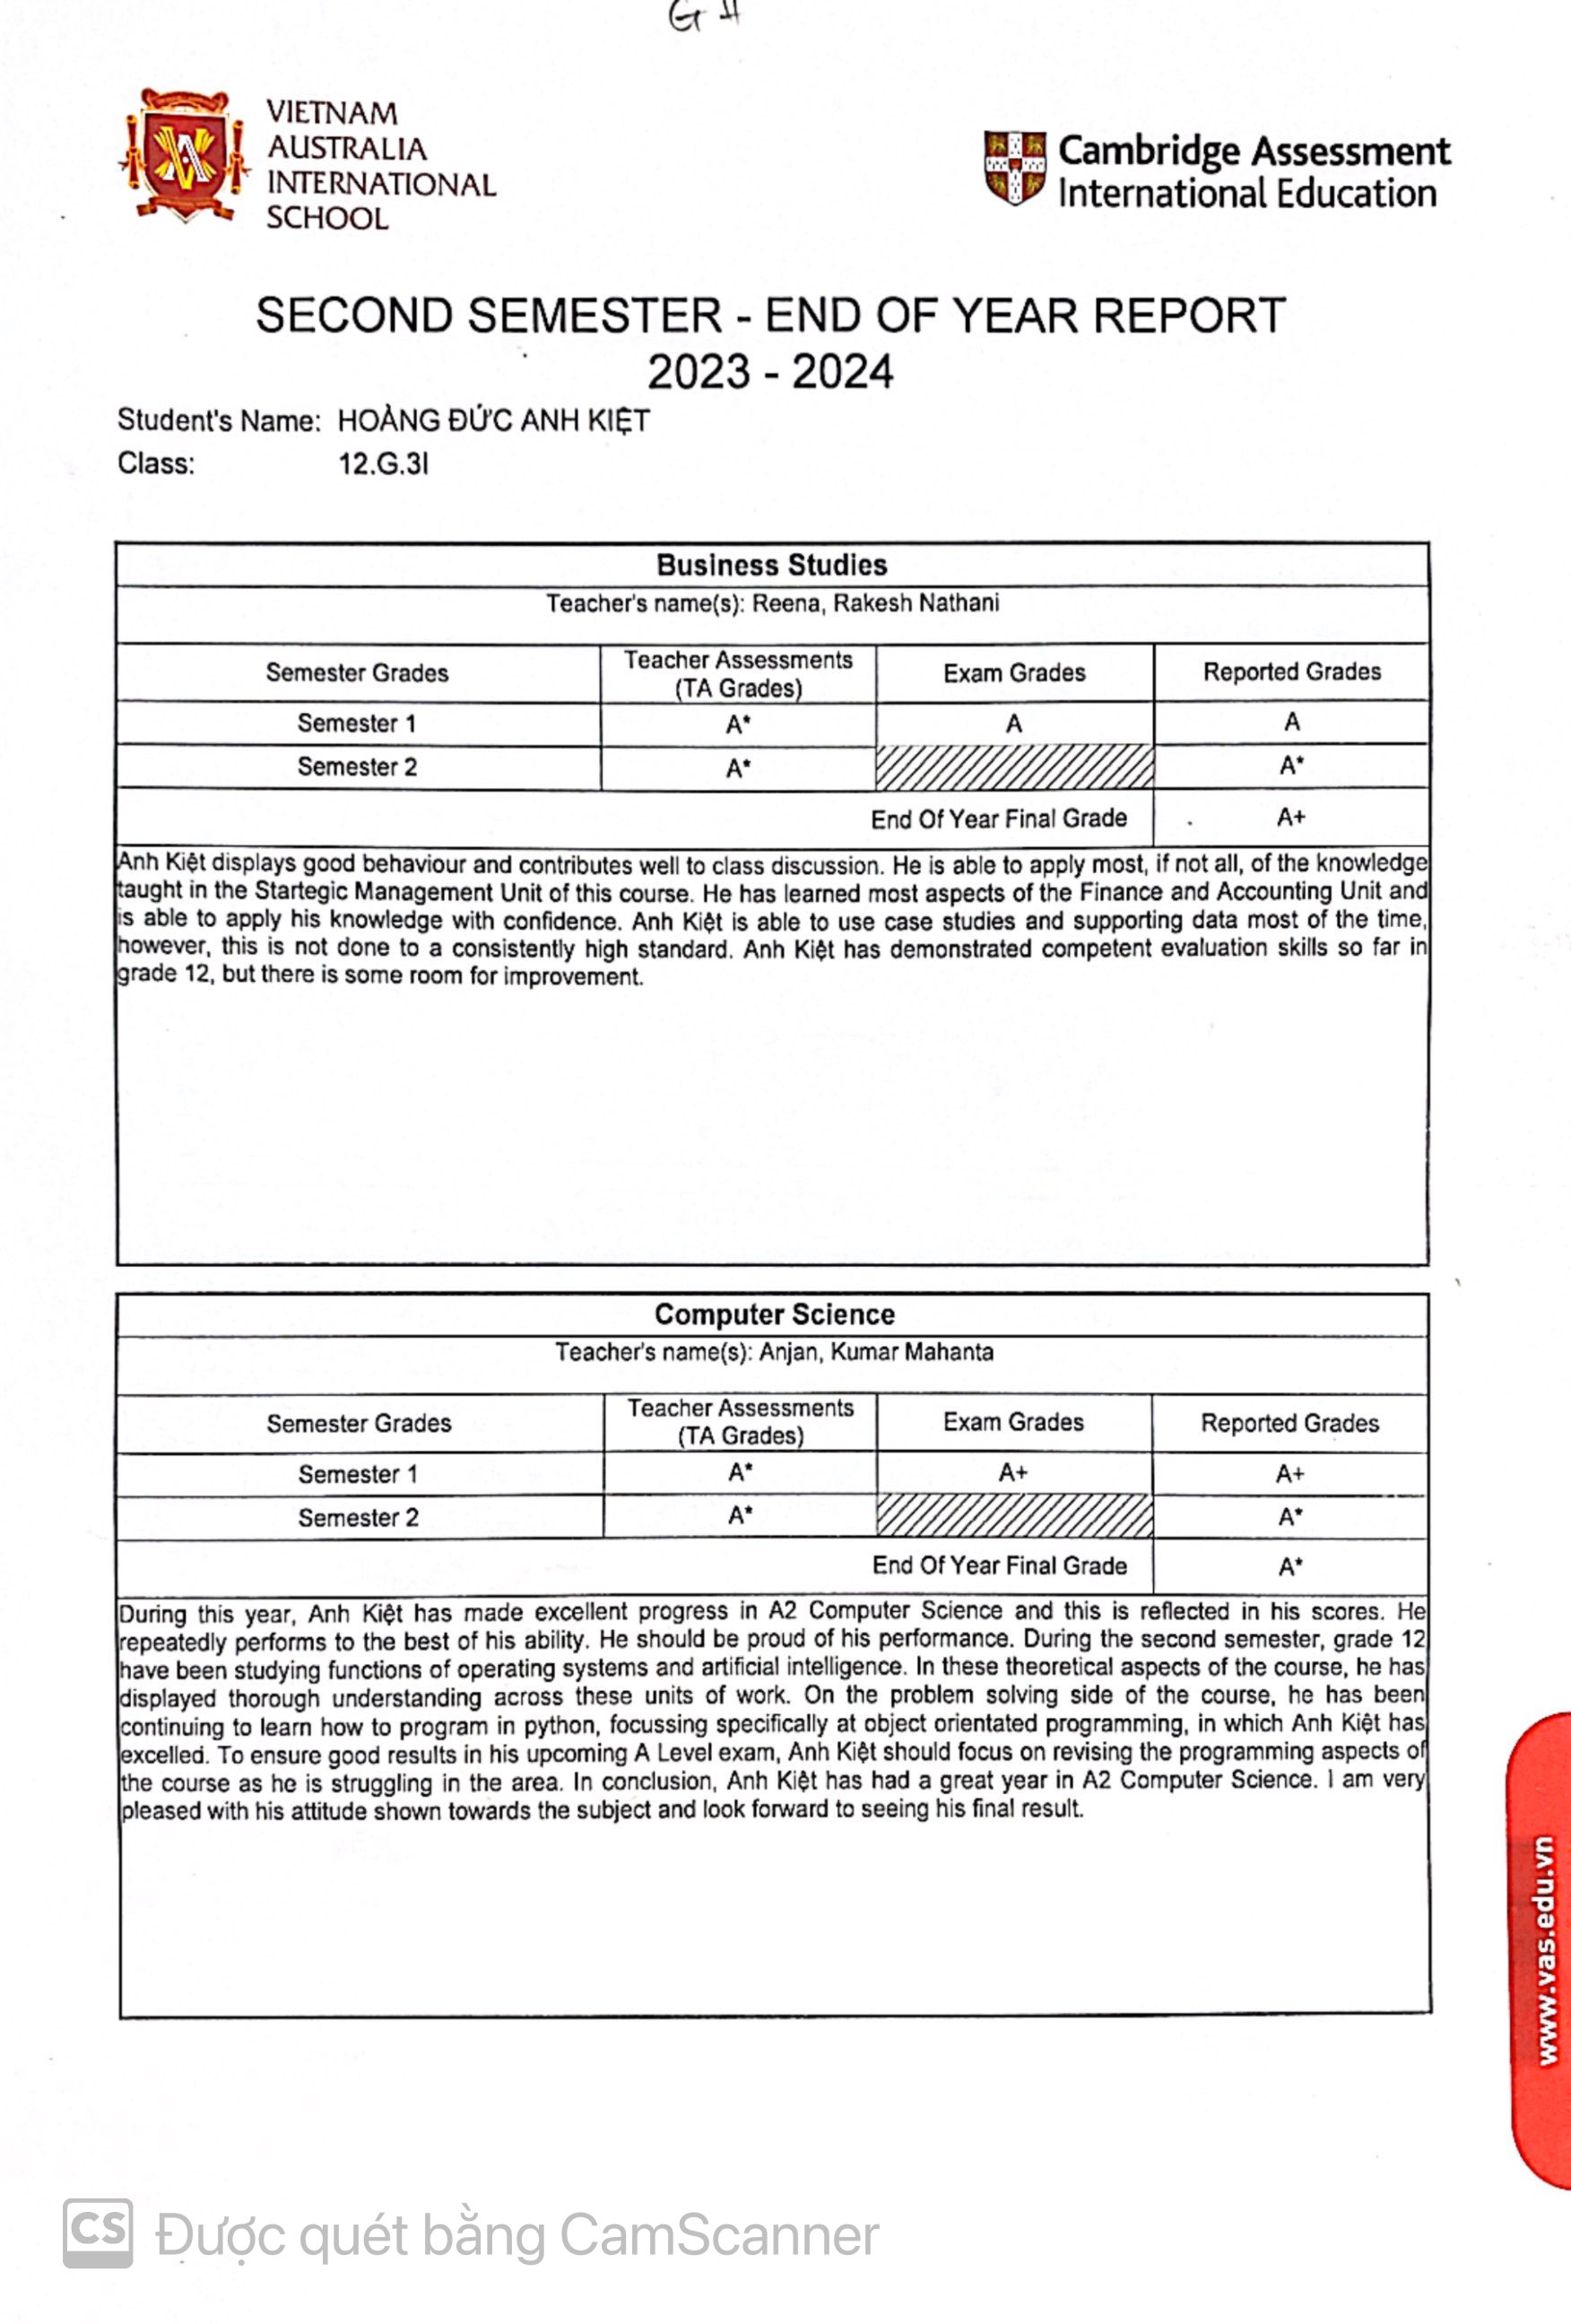 G
VIETNAM
AUSTRALIA
INTERNATIONAL
SCHOOL
Cambridge Assessment
International Education
SECOND SEMESTER - END OF YEAR REPORT
2023 - 2024
Student's Name: HOÀNG ĐỨC ANH KIỆT
Class: 12.G.3I
Business Studies
Teacher's name(s): Reena, Rakesh Nathani
Semester Grades Teacher Assessments (TA Grades) Exam Grades Reported Grades
Semester 1 A* A A
Semester 2 A* A*
End Of Year Final Grade A+
Anh Kiệt displays good behaviour and contributes well to class discussion. He is able to apply most, if not all, of the knowledge
taught in the Startegic Management Unit of this course. He has learned most aspects of the Finance and Accounting Unit and
is able to apply his knowledge with confidence. Anh Kiệt is able to use case studies and supporting data most of the time,
however, this is not done to a consistently high standard. Anh Kiệt has demonstrated competent evaluation skills so far in
grade 12, but there is some room for improvement.
Computer Science
Teacher's name(s): Anjan, Kumar Mahanta
Semester Grades Teacher Assessments (TA Grades) Exam Grades Reported Grades
Semester 1 A* A+ A+
Semester 2 A* A*
End Of Year Final Grade A*
During this year, Anh Kiệt has made excellent progress in A2 Computer Science and this is reflected in his scores. He
repeatedly performs to the best of his ability. He should be proud of his performance. During the second semester, grade 12
have been studying functions of operating systems and artificial intelligence. In these theoretical aspects of the course, he has
displayed thorough understanding across these units of work. On the problem solving side of the course, he has been
continuing to learn how to program in python, focussing specifically at object orientated programming, in which Anh Kiệt has
excelled. To ensure good results in his upcoming A Level exam, Anh Kiệt should focus on revising the programming aspects of
the course as he is struggling in the area. In conclusion, Anh Kiệt has had a great year in A2 Computer Science. I am very
pleased with his attitude shown towards the subject and look forward to seeing his final result.
www.vas.edu.vn
CS Được quét bằng CamScanner